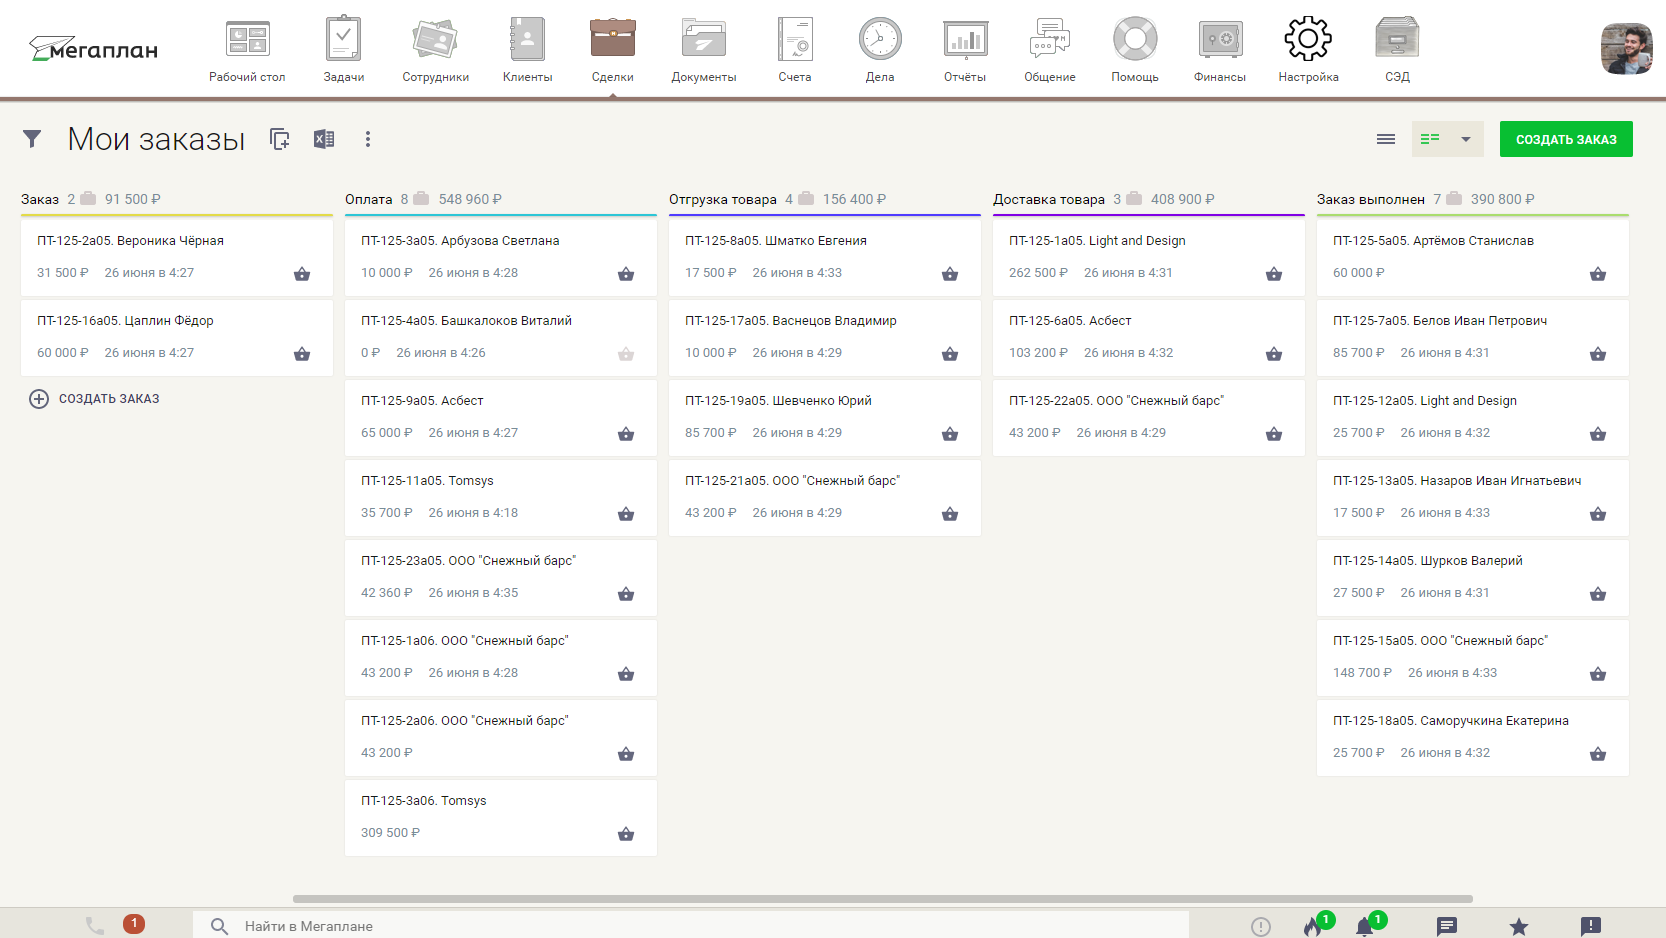 мегаплан
Рабочий стол
Задачи
Сотрудники
Клиенты
Сделки
Документы
Счета
Дела
Отчёты
Общение
Помощь
Финансы
Настройка
СЭД
Мои заказы
СОЗДАТЬ ЗАКАЗ
Заказ 2 91 500 ₽
ПТ-125-2а05. Вероника Чёрная
31 500 ₽ 26 июня в 4:27
ПТ-125-16а05. Цаплин Фёдор
60 000 ₽ 26 июня в 4:27
СОЗДАТЬ ЗАКАЗ
Оплата 8 548 960 ₽
ПТ-125-3а05. Арбузова Светлана
10 000 ₽ 26 июня в 4:28
ПТ-125-4а05. Башкалоков Виталий
0 ₽ 26 июня в 4:26
ПТ-125-9а05. Асбест
65 000 ₽ 26 июня в 4:27
ПТ-125-11а05. Tomsys
35 700 ₽ 26 июня в 4:18
ПТ-125-23а05. ООО "Снежный барс"
42 360 ₽ 26 июня в 4:35
ПТ-125-1а06. ООО "Снежный барс"
43 200 ₽ 26 июня в 4:28
ПТ-125-2а06. ООО "Снежный барс"
43 200 ₽
ПТ-125-3а06. Tomsys
309 500 ₽
Отгрузка товара 4 156 400 ₽
ПТ-125-8а05. Шматко Евгения
17 500 ₽ 26 июня в 4:33
ПТ-125-17а05. Васнецов Владимир
10 000 ₽ 26 июня в 4:29
ПТ-125-19а05. Шевченко Юрий
85 700 ₽ 26 июня в 4:29
ПТ-125-21а05. ООО "Снежный барс"
43 200 ₽ 26 июня в 4:29
Доставка товара 3 408 900 ₽
ПТ-125-1а05. Light and Design
262 500 ₽ 26 июня в 4:31
ПТ-125-6а05. Асбест
103 200 ₽ 26 июня в 4:32
ПТ-125-22а05. ООО "Снежный барс"
43 200 ₽ 26 июня в 4:29
Заказ выполнен 7 390 800 ₽
ПТ-125-5а05. Артёмов Станислав
60 000 ₽
ПТ-125-7а05. Белов Иван Петрович
85 700 ₽ 26 июня в 4:31
ПТ-125-12а05. Light and Design
25 700 ₽ 26 июня в 4:32
ПТ-125-13а05. Назаров Иван Игнатьевич
17 500 ₽ 26 июня в 4:33
ПТ-125-14а05. Шурков Валерий
27 500 ₽ 26 июня в 4:31
ПТ-125-15а05. ООО "Снежный барс"
148 700 ₽ 26 июня в 4:33
ПТ-125-18а05. Саморучкина Екатерина
25 700 ₽ 26 июня в 4:32
1
Найти в Мегаплане
1
1